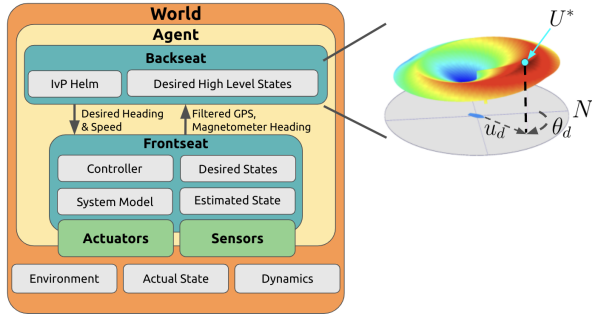 World
Agent
Backseat
IvP Helm
Desired High Level States
Desired Heading
& Speed
Filtered GPS,
Magnetometer Heading
Frontseat
Controller
Desired States
System Model
Estimated State
Actuators
Sensors
Environment
Actual State
Dynamics
U*
N
u_d
θ_d